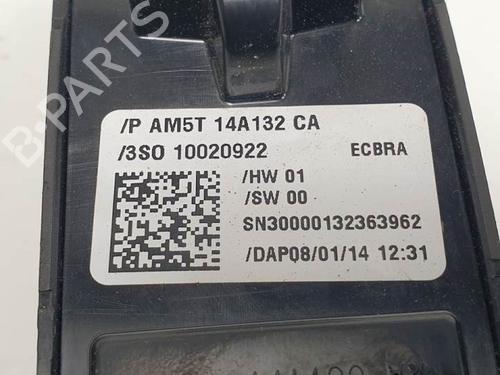 B-PARTS
/P AM5T 14A132 CA
/3SO 10020922 ECBRA
/HW 01
/SW 00
SN30000132363962
/DAP08/01/14 12:31